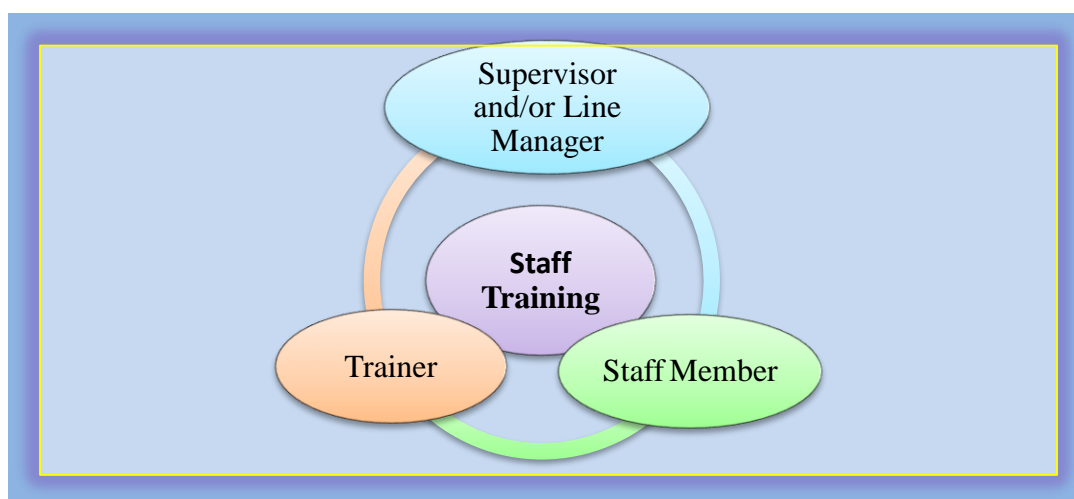 Supervisor
and/or Line
Manager
Staff
Training
Trainer
Staff Member